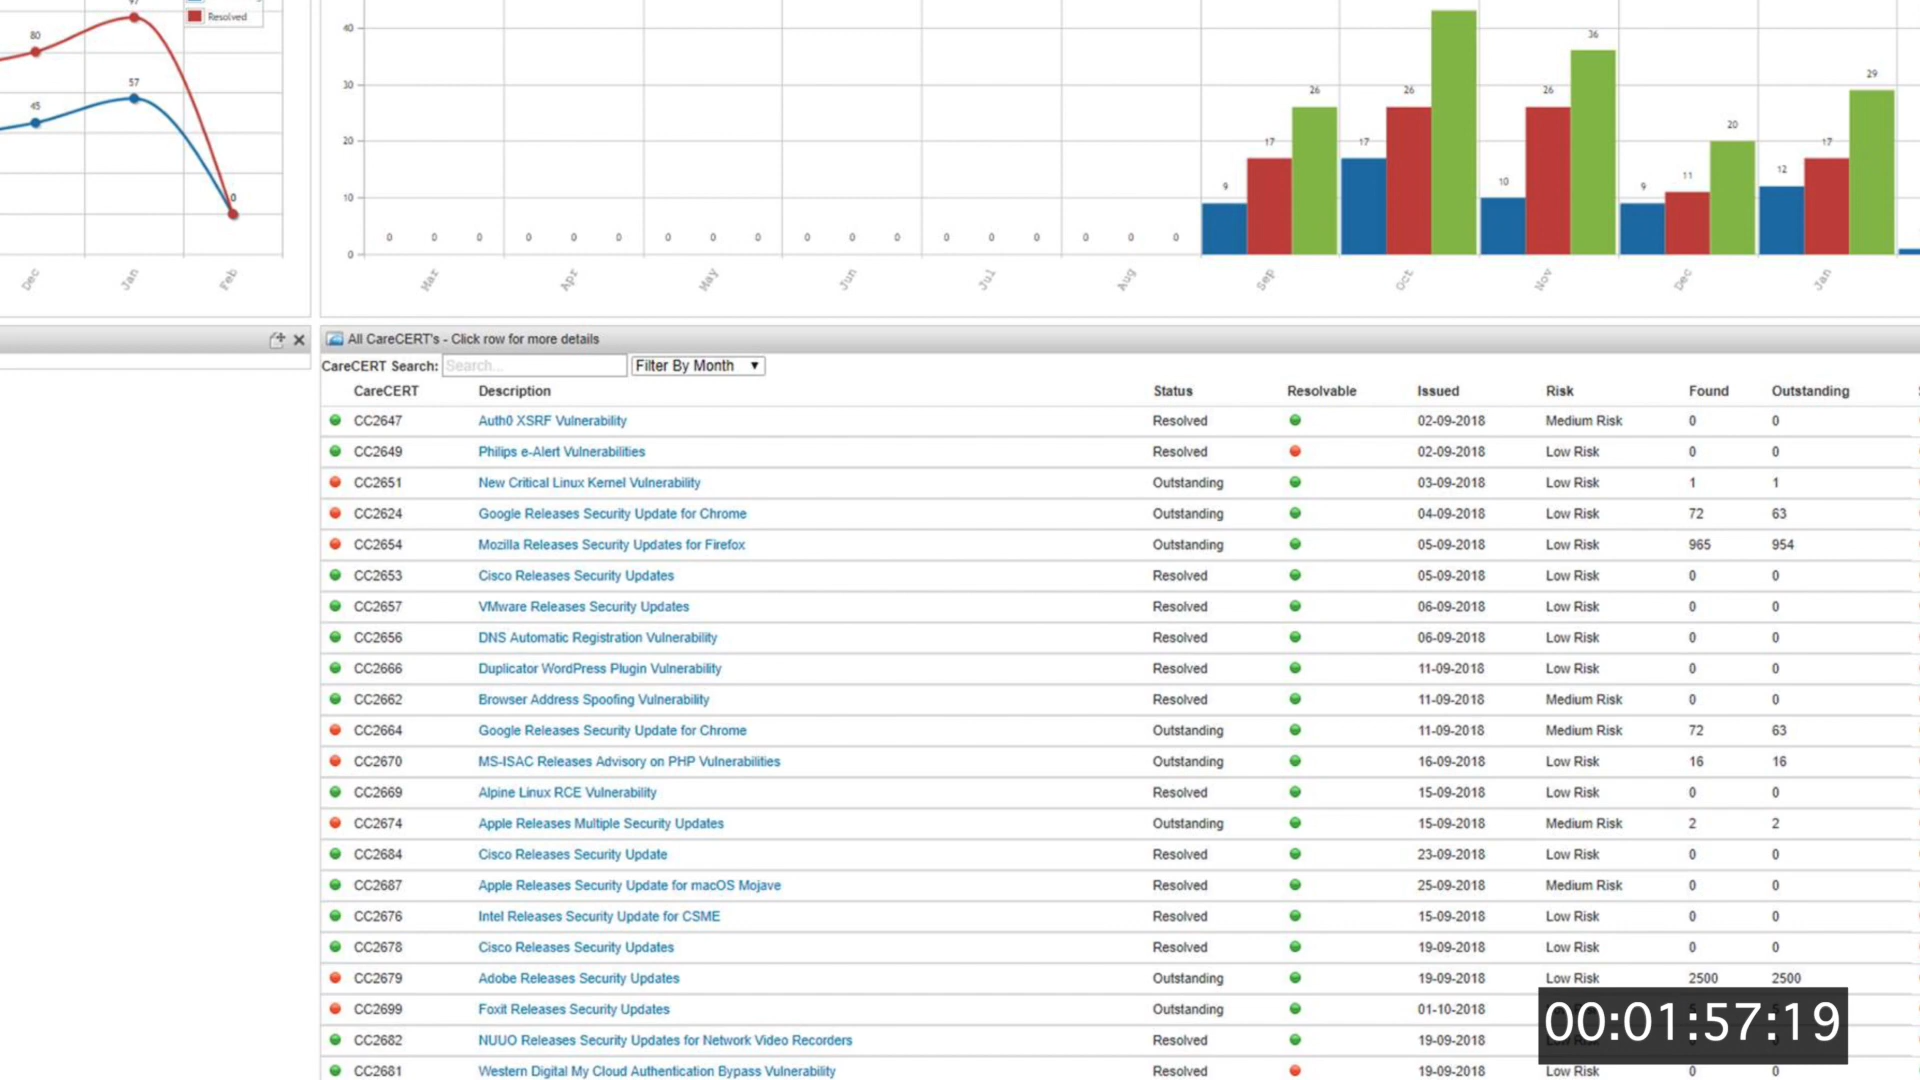 97
Resolved
80
57
45
0
Dec
Jan
Feb
40
30
20
10
0
0 0 0 0 0 0 0 0 0 0 0 0 0 0 0 0 0 0
9 17 26
17 26
10 26 36
9 11 20
12 17 29
Mar Apr May Jun Jul Aug Sep Oct Nov Dec Jan
All CareCERT's - Click row for more details
CareCERT Search: Search... Filter By Month
CareCERT Description Status Resolvable Issued Risk Found Outstanding
CC2647 Auth0 XSRF Vulnerability Resolved 02-09-2018 Medium Risk 0 0
CC2649 Philips e-Alert Vulnerabilities Resolved 02-09-2018 Low Risk 0 0
CC2651 New Critical Linux Kernel Vulnerability Outstanding 03-09-2018 Low Risk 1 1
CC2624 Google Releases Security Update for Chrome Outstanding 04-09-2018 Low Risk 72 63
CC2654 Mozilla Releases Security Updates for Firefox Outstanding 05-09-2018 Low Risk 965 954
CC2653 Cisco Releases Security Updates Resolved 05-09-2018 Low Risk 0 0
CC2657 VMware Releases Security Updates Resolved 06-09-2018 Low Risk 0 0
CC2656 DNS Automatic Registration Vulnerability Resolved 06-09-2018 Low Risk 0 0
CC2666 Duplicator WordPress Plugin Vulnerability Resolved 11-09-2018 Low Risk 0 0
CC2662 Browser Address Spoofing Vulnerability Resolved 11-09-2018 Medium Risk 0 0
CC2664 Google Releases Security Update for Chrome Outstanding 11-09-2018 Medium Risk 72 63
CC2670 MS-ISAC Releases Advisory on PHP Vulnerabilities Outstanding 16-09-2018 Low Risk 16 16
CC2669 Alpine Linux RCE Vulnerability Resolved 15-09-2018 Low Risk 0 0
CC2674 Apple Releases Multiple Security Updates Outstanding 15-09-2018 Medium Risk 2 2
CC2684 Cisco Releases Security Update Resolved 23-09-2018 Low Risk 0 0
CC2687 Apple Releases Security Update for macOS Mojave Resolved 25-09-2018 Medium Risk 0 0
CC2676 Intel Releases Security Update for CSME Resolved 15-09-2018 Low Risk 0 0
CC2678 Cisco Releases Security Updates Resolved 19-09-2018 Low Risk 0 0
CC2679 Adobe Releases Security Updates Outstanding 19-09-2018 Low Risk 2500 2500
CC2699 Foxit Releases Security Updates Outstanding 01-10-2018
00:01:57:19
CC2682 NUUO Releases Security Updates for Network Video Recorders Resolved 19-09-2018
CC2681 Western Digital My Cloud Authentication Bypass Vulnerability Resolved 19-09-2018 Low Risk 0 0